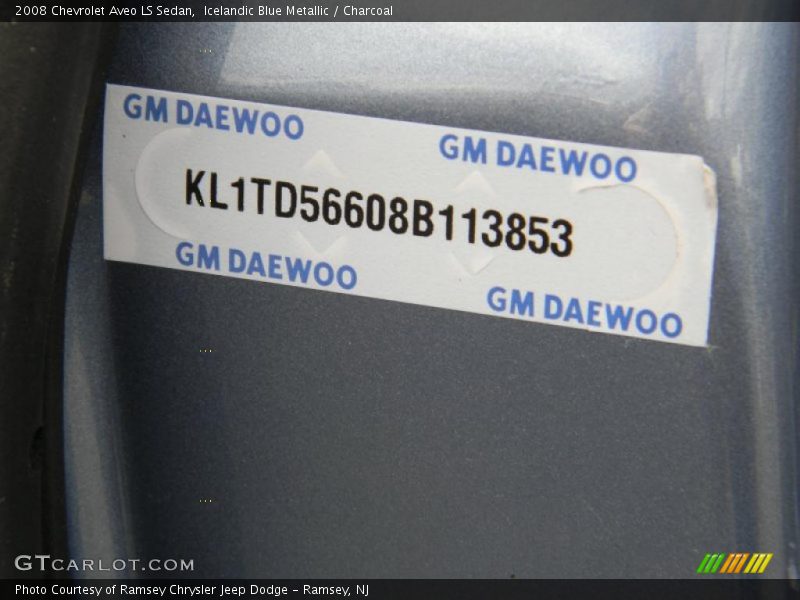 2008 Chevrolet Aveo LS Sedan, Icelandic Blue Metallic / Charcoal
GM DAEWOO
GM DAEWOO
KL1TD56608B113853
GM DAEWOO
GM DAEWOO
GTCARLOT.COM
Photo Courtesy of Ramsey Chrysler Jeep Dodge - Ramsey, NJ